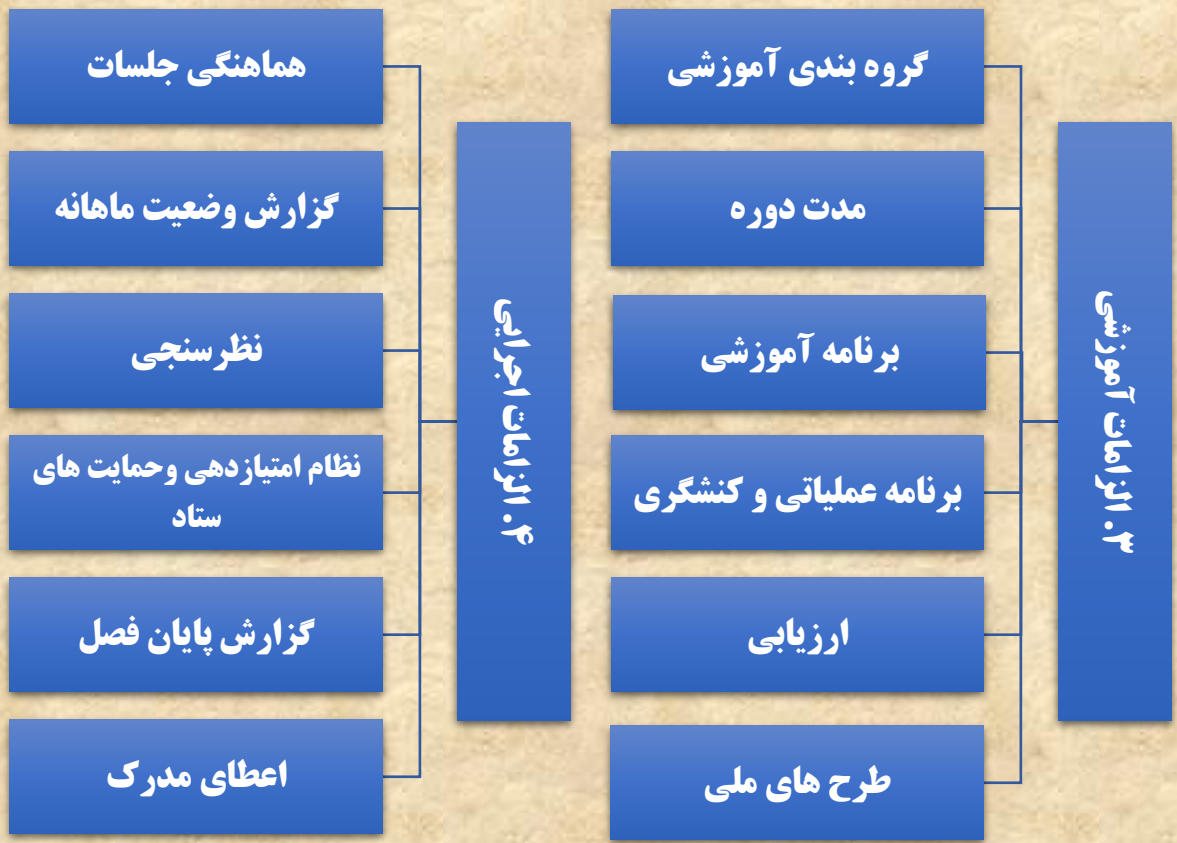 ۳. الزامات آموزشی
گروه بندی آموزشی
مدت دوره
برنامه آموزشی
برنامه عملیاتی و کنشگری
ارزیابی
طرح های ملی
۴. الزامات اجرایی
هماهنگی جلسات
گزارش وضعیت ماهانه
نظرسنجی
نظام امتیازدهی وحمایت های
ستاد
گزارش پایان فصل
اعطای مدرک